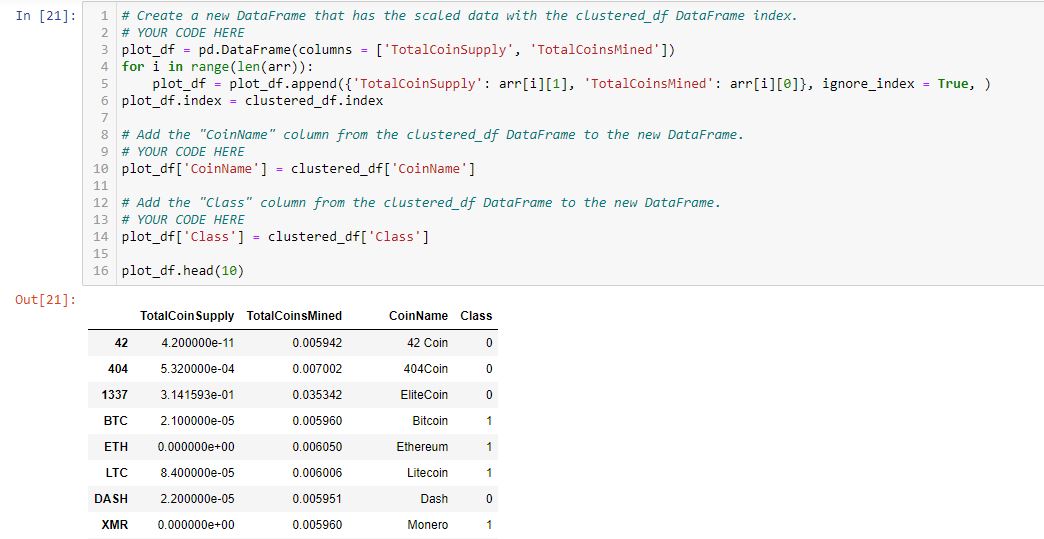 In [21]:
1 # Create a new DataFrame that has the scaled data with the clustered_df DataFrame index.
2 # YOUR CODE HERE
3 plot_df = pd.DataFrame(columns = ['TotalCoinSupply', 'TotalCoinsMined'])
4 for i in range(len(arr)):
5     plot_df = plot_df.append({'TotalCoinSupply': arr[i][1], 'TotalCoinsMined': arr[i][0]}, ignore_index = True, )
6 plot_df.index = clustered_df.index
7
8 # Add the "CoinName" column from the clustered_df DataFrame to the new DataFrame.
9 # YOUR CODE HERE
10 plot_df['CoinName'] = clustered_df['CoinName']
11
12 # Add the "Class" column from the clustered_df DataFrame to the new DataFrame.
13 # YOUR CODE HERE
14 plot_df['Class'] = clustered_df['Class']
15
16 plot_df.head(10)
Out[21]:
TotalCoinSupply TotalCoinsMined CoinName Class
42 4.200000e-11 0.005942 42 Coin 0
404 5.320000e-04 0.007002 404Coin 0
1337 3.141593e-01 0.035342 EliteCoin 0
BTC 2.100000e-05 0.005960 Bitcoin 1
ETH 0.000000e+00 0.006050 Ethereum 1
LTC 8.400000e-05 0.006006 Litecoin 1
DASH 2.200000e-05 0.005951 Dash 0
XMR 0.000000e+00 0.005960 Monero 1